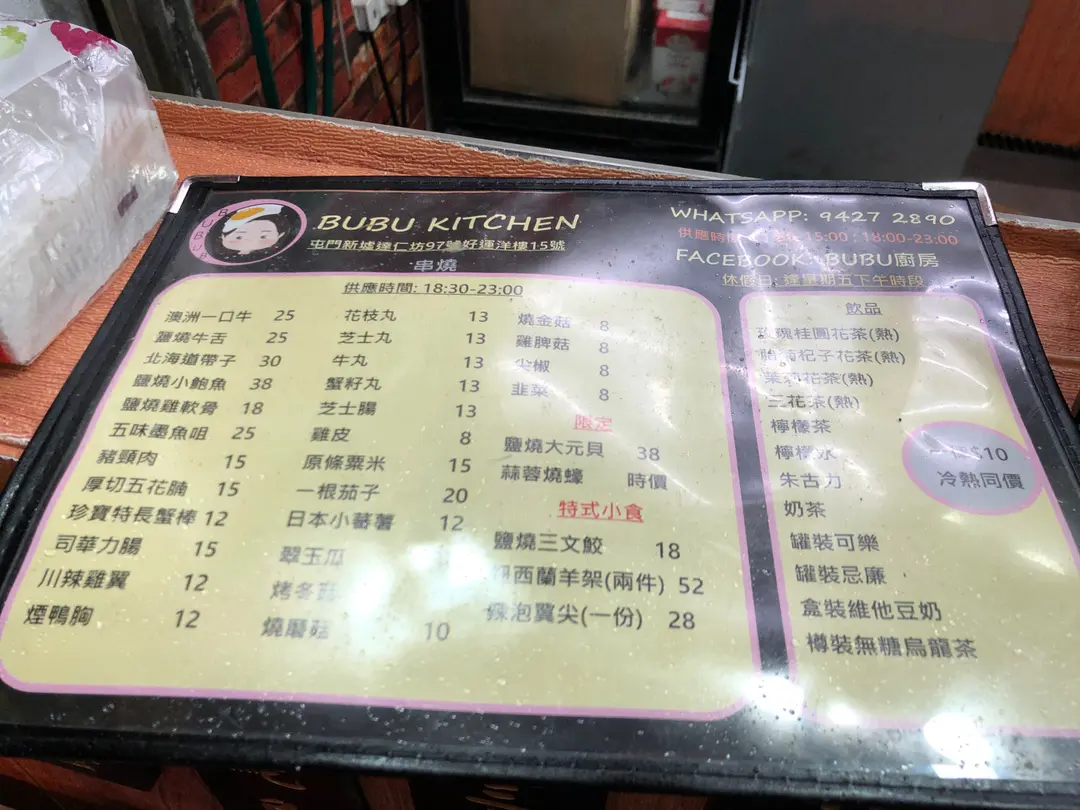 BUBU
BUBU KITCHEN
屯門新墟達仁坊97號好運洋樓15號
WHATSAPP: 9427 2890
供應時間 15:00 ; 18:00-23:00
FACEBOOK: BUBU廚房
休假日: 逢星期五下午時段
串燒
供應時間: 18:30-23:00
澳洲一口牛 25
鹽燒牛舌 25
北海道帶子 30
鹽燒小鮑魚 38
鹽燒雞軟骨 18
五味墨魚咀 25
豬頸肉 15
厚切五花腩 15
珍寶特長蟹棒 12
司華力腸 15
川辣雞翼 12
煙鴨胸 12
花枝丸 13
芝士丸 13
牛丸 13
蟹籽丸 13
芝士腸 13
雞皮 8
原條粟米 15
一根茄子 20
日本小蕃薯 12
翠玉瓜
烤冬菇
燒磨菇 10
燒金菇 8
雞脾菇 8
尖椒 8
韭菜 8
限定
鹽燒大元貝 38
蒜蓉燒蠔 時價
特式小食
鹽燒三文鮫 18
西蘭羊架(兩件) 52
泡翼尖(一份) 28
飲品
玫瑰桂圓花茶(熱)
杞子花茶(熱)
茉莉花茶(熱)
三花茶(熱)
檸檬茶
檸檬水
朱古力
奶茶
罐裝可樂
罐裝忌廉
盒裝維他豆奶
樽裝無糖烏龍茶
$10
冷熱同價